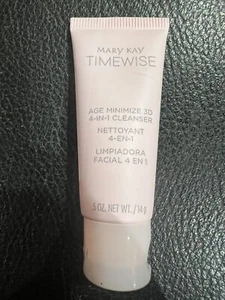 MARY KAY
TIMEWISE
AGE MINIMIZE 3D
4-IN-1 CLEANSER
NETTOYANT
4-EN-1
LIMPIADORA
FACIAL 4 EN 1
.5 OZ. NET WT. / 14 g